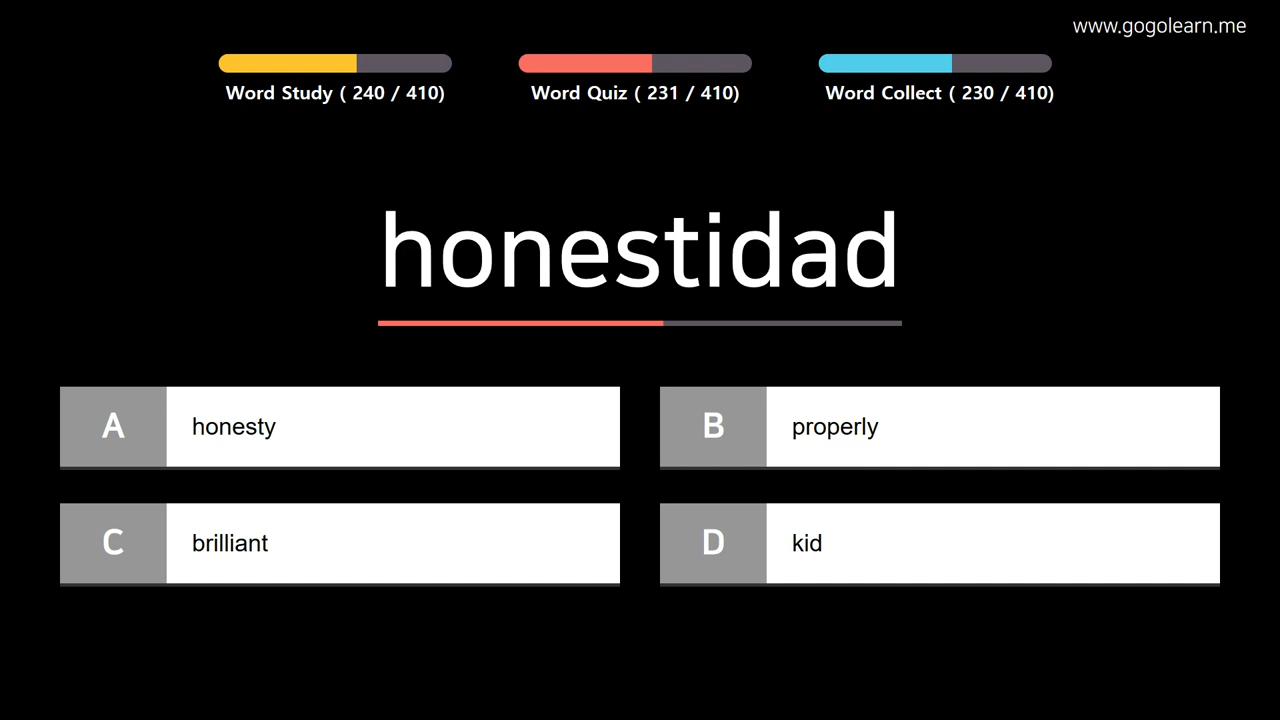 www.gogolearn.me
Word Study ( 240 / 410)
Word Quiz ( 231 / 410)
Word Collect ( 230 / 410)
honestidad
A honesty
B properly
C brilliant
D kid